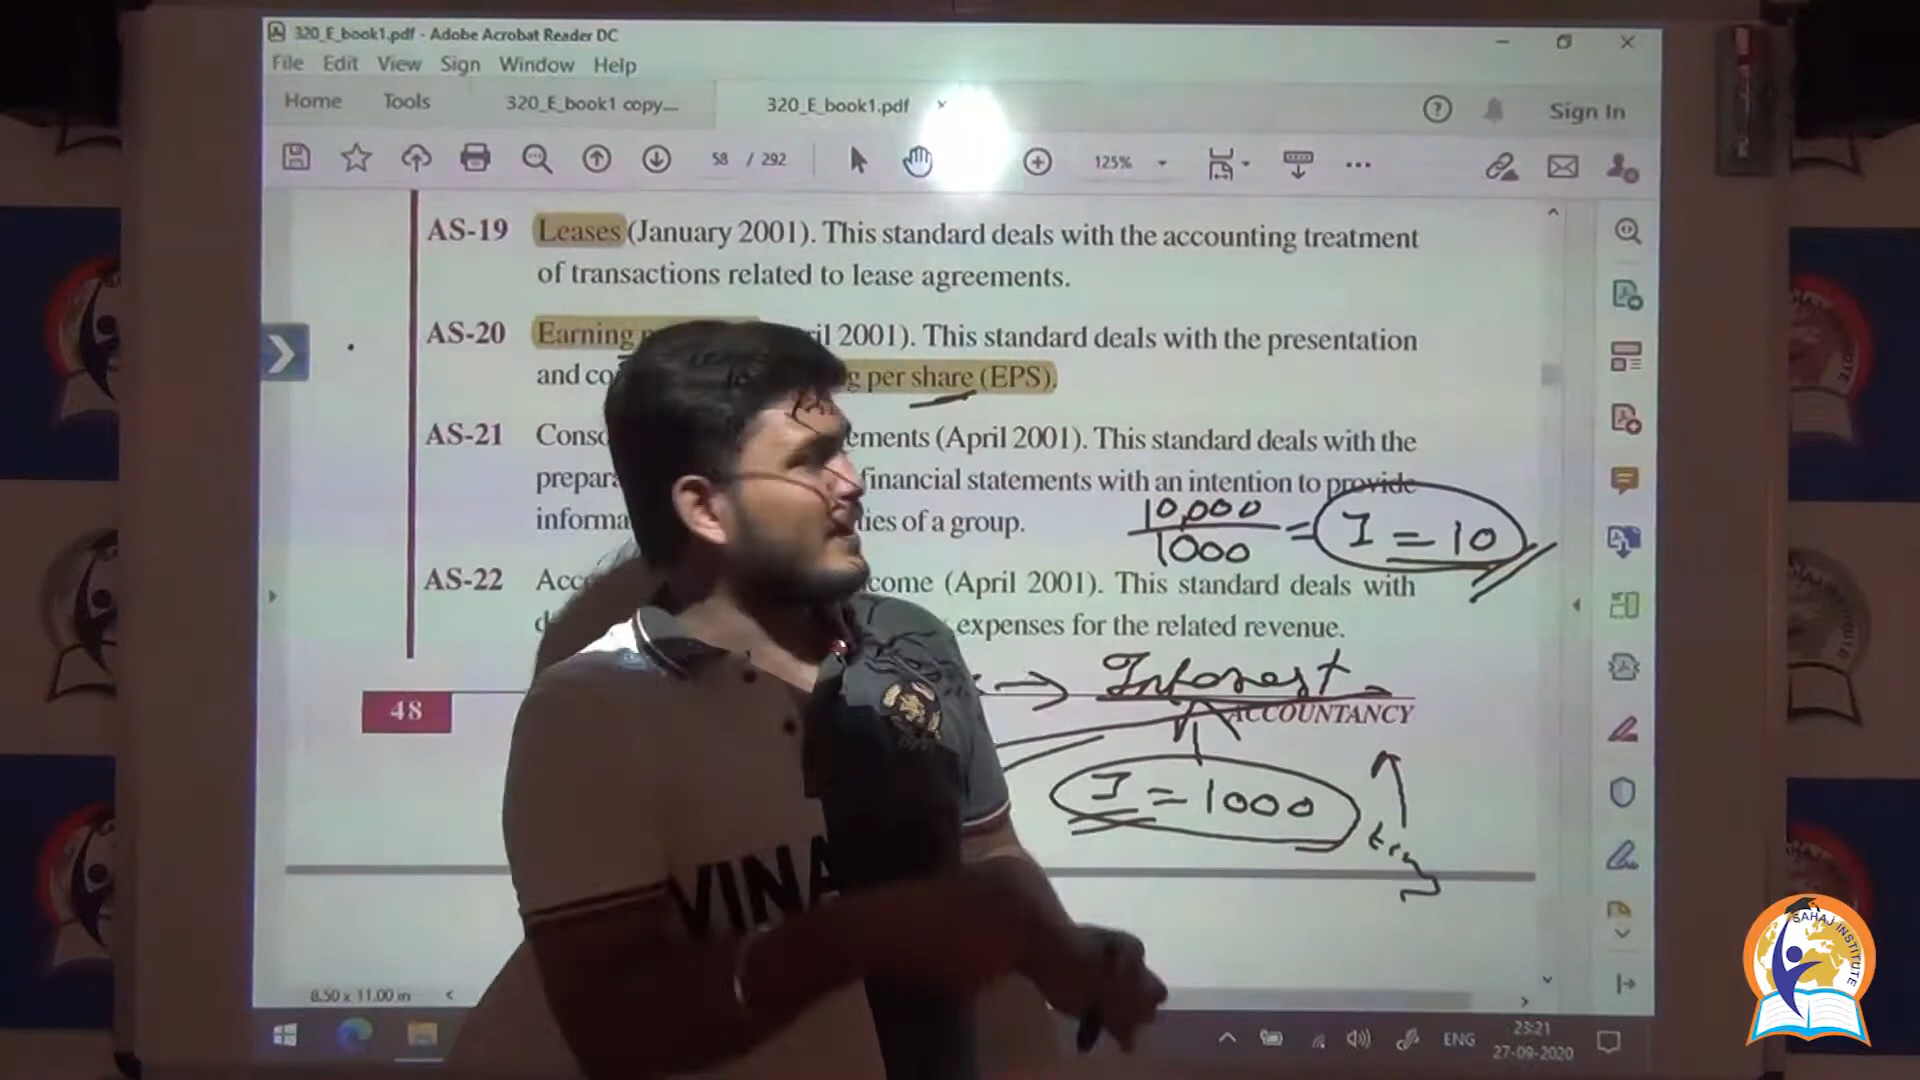 320_E_book1.pdf - Adobe Acrobat Reader DC
File Edit View Sign Window Help
Home Tools 320_E_book1 copy... 320_E_book1.pdf × Sign In
58 / 292 125%
AS-19 Leases (January 2001). This standard deals with the accounting treatment
of transactions related to lease agreements.
AS-20 Earning il 2001). This standard deals with the presentation
and co g per share (EPS).
AS-21 Conso ements (April 2001). This standard deals with the
prepara financial statements with an intention to provide
informa ies of a group.
10,000
1000
= I = 10
AS-22 Acc come (April 2001). This standard deals with
expenses for the related revenue.
→ Interest
48 ACCOUNTANCY
I = 1000
VINA
8.50 x 11.00 in
ENG
23:21
27-09-2020
SAHAJ INSTITUTE